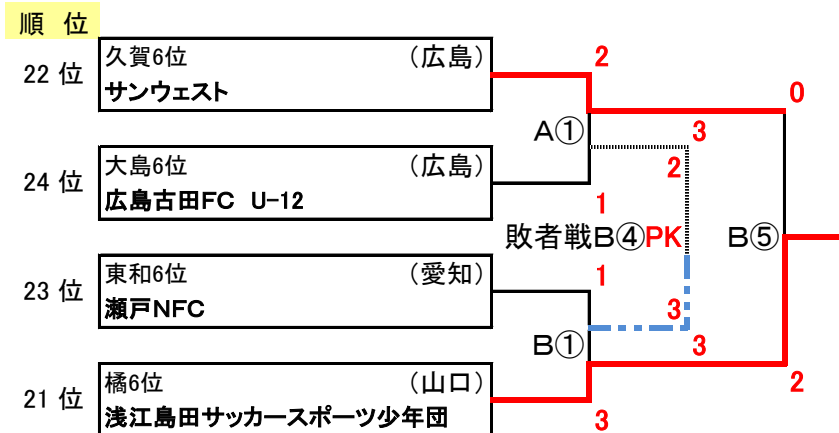 順 位
22 位
久賀6位 （広島）
サンウェスト
2
0
A①
3
2
24 位
大島6位 （広島）
広島古田FC U-12
1
敗者戦B④PK
B⑤
23 位
東和6位 （愛知）
瀬戸NFC
1
3
B①
3
21 位
橘6位 （山口）
浅江島田サッカースポーツ少年団
3
2